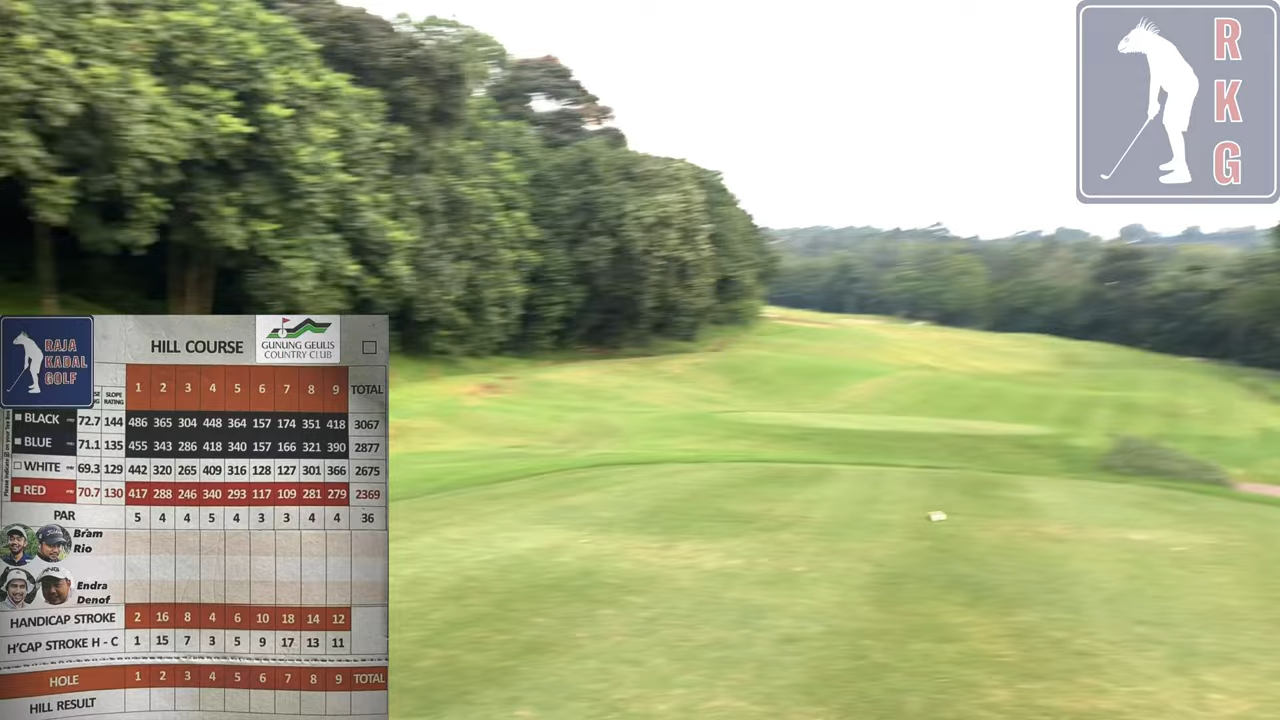 R
K
G
RAJA
KADAL
GOLF
HILL COURSE
GUNUNG GEULIS
COUNTRY CLUB
SLOPE
RATING
1 2 3 4 5 6 7 8 9 TOTAL
BLACK 72.7 144 486 365 304 448 364 157 174 351 418 3067
BLUE 71.1 135 455 343 286 418 340 157 166 321 390 2877
WHITE 69.3 129 442 320 265 409 316 128 127 301 366 2675
RED 70.7 130 417 288 246 340 293 117 109 281 279 2369
PAR 5 4 4 5 4 3 3 4 4 36
Bram
Rio
Endra
Denof
HANDICAP STROKE 2 16 8 4 6 10 18 14 12
H'CAP STROKE H - C 1 15 7 3 5 9 17 13 11
HOLE 1 2 3 4 5 6 7 8 9 TOTAL
HILL RESULT